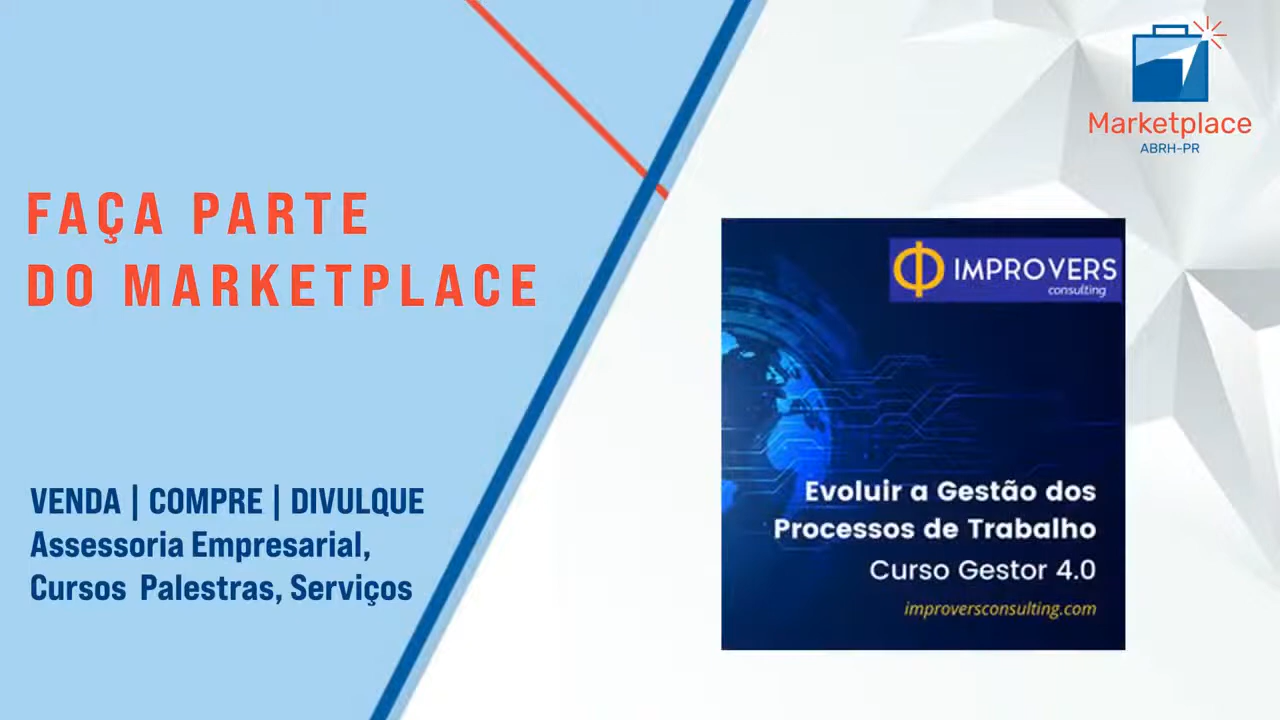 FAÇA PARTE
DO MARKETPLACE
VENDA | COMPRE | DIVULQUE
Assessoria Empresarial,
Cursos Palestras, Serviços
Marketplace
ABRH-PR
IMPROVERS
consulting
Evoluir a Gestão dos
Processos de Trabalho
Curso Gestor 4.0
improversconsulting.com